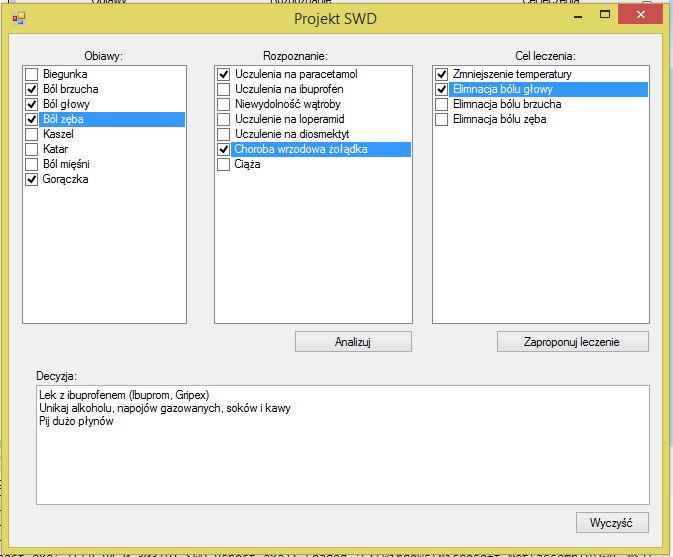 Projekt SWD
Obiawy:
Biegunka
Ból brzucha
Ból głowy
Ból zęba
Kaszel
Katar
Ból mięśni
Gorączka
Rozpoznanie:
Uczulenia na paracetamol
Uczulenia na ibuprofen
Niewydolność wątroby
Uczulenie na loperamid
Uczulenie na diosmektyt
Choroba wrzodowa żołądka
Ciąża
Cel leczenia:
Zmniejszenie temperatury
Elimnacja bólu głowy
Elimnacja bólu brzucha
Elimnacja bólu zęba
Analizuj
Zaproponuj leczenie
Decyzja:
Lek z ibuprofenem (Ibuprom, Gripex)
Unikaj alkoholu, napojów gazowanych, soków i kawy
Pij dużo płynów
Wyczyść